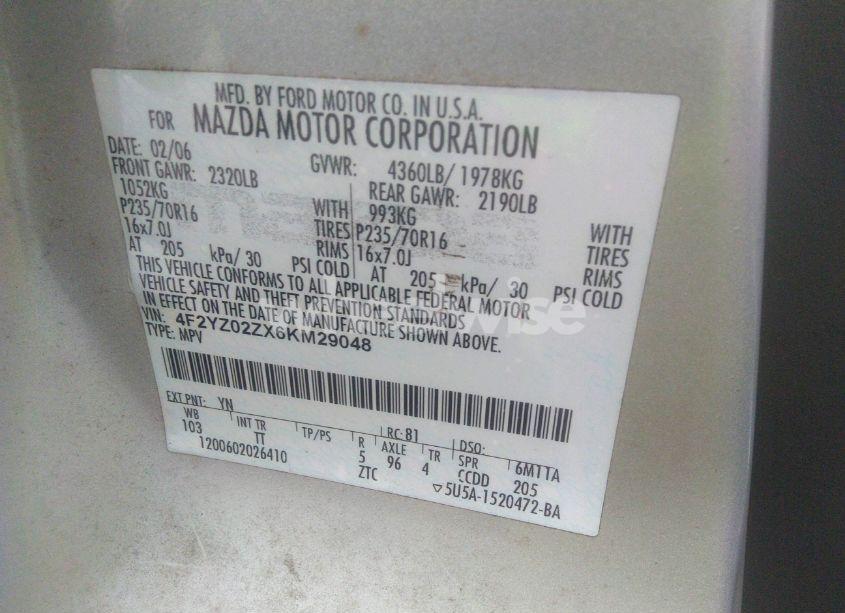 MFD. BY FORD MOTOR CO. IN U.S.A.
FOR MAZDA MOTOR CORPORATION
DATE: 02/06 GVWR: 4360LB/ 1978KG
FRONT GAWR: 2320LB REAR GAWR: 2190LB
1052KG WITH 993KG WITH
P235/70R16 TIRES P235/70R16 TIRES
16x7.0J RIMS 16x7.0J RIMS
AT 205 kPa/ 30 PSI COLD AT 205 kPa/ 30 PSI COLD
THIS VEHICLE CONFORMS TO ALL APPLICABLE FEDERAL MOTOR
VEHICLE SAFETY AND THEFT PREVENTION STANDARDS
IN EFFECT ON THE DATE OF MANUFACTURE SHOWN ABOVE.
VIN: 4F2YZ02ZX6KM29048
TYPE: MPV
EXT PNT: YN RC: 81 DSO:
WB INT TR TP/PS R AXLE TR SPR 6M11A
103 TT 5 96 4 CCDD 205
1200602026410 ZTC ▽5U5A-1520472-BA